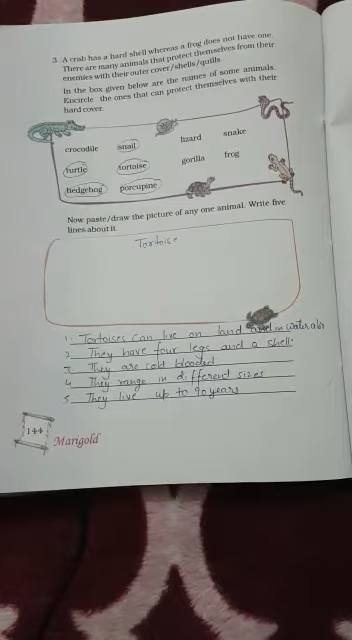 3. A crab has a hard shell whereas a frog does not have one.
There are many animals that protect themselves from their
enemies with their outer cover/shells/quills.
In the box given below are the names of some animals.
Encircle the ones that can protect themselves with their
hard cover.
crocodile snail lizard snake
turtle tortoise gorilla frog
hedgehog porcupine
Now paste/draw the picture of any one animal. Write five
lines about it.
Tortoise
1. Tortoises can live on land and in water also
2. They have four legs and a shell.
3. They are cold blooded
4. They range in different sizes
5. They live up to 90 years
144
Marigold